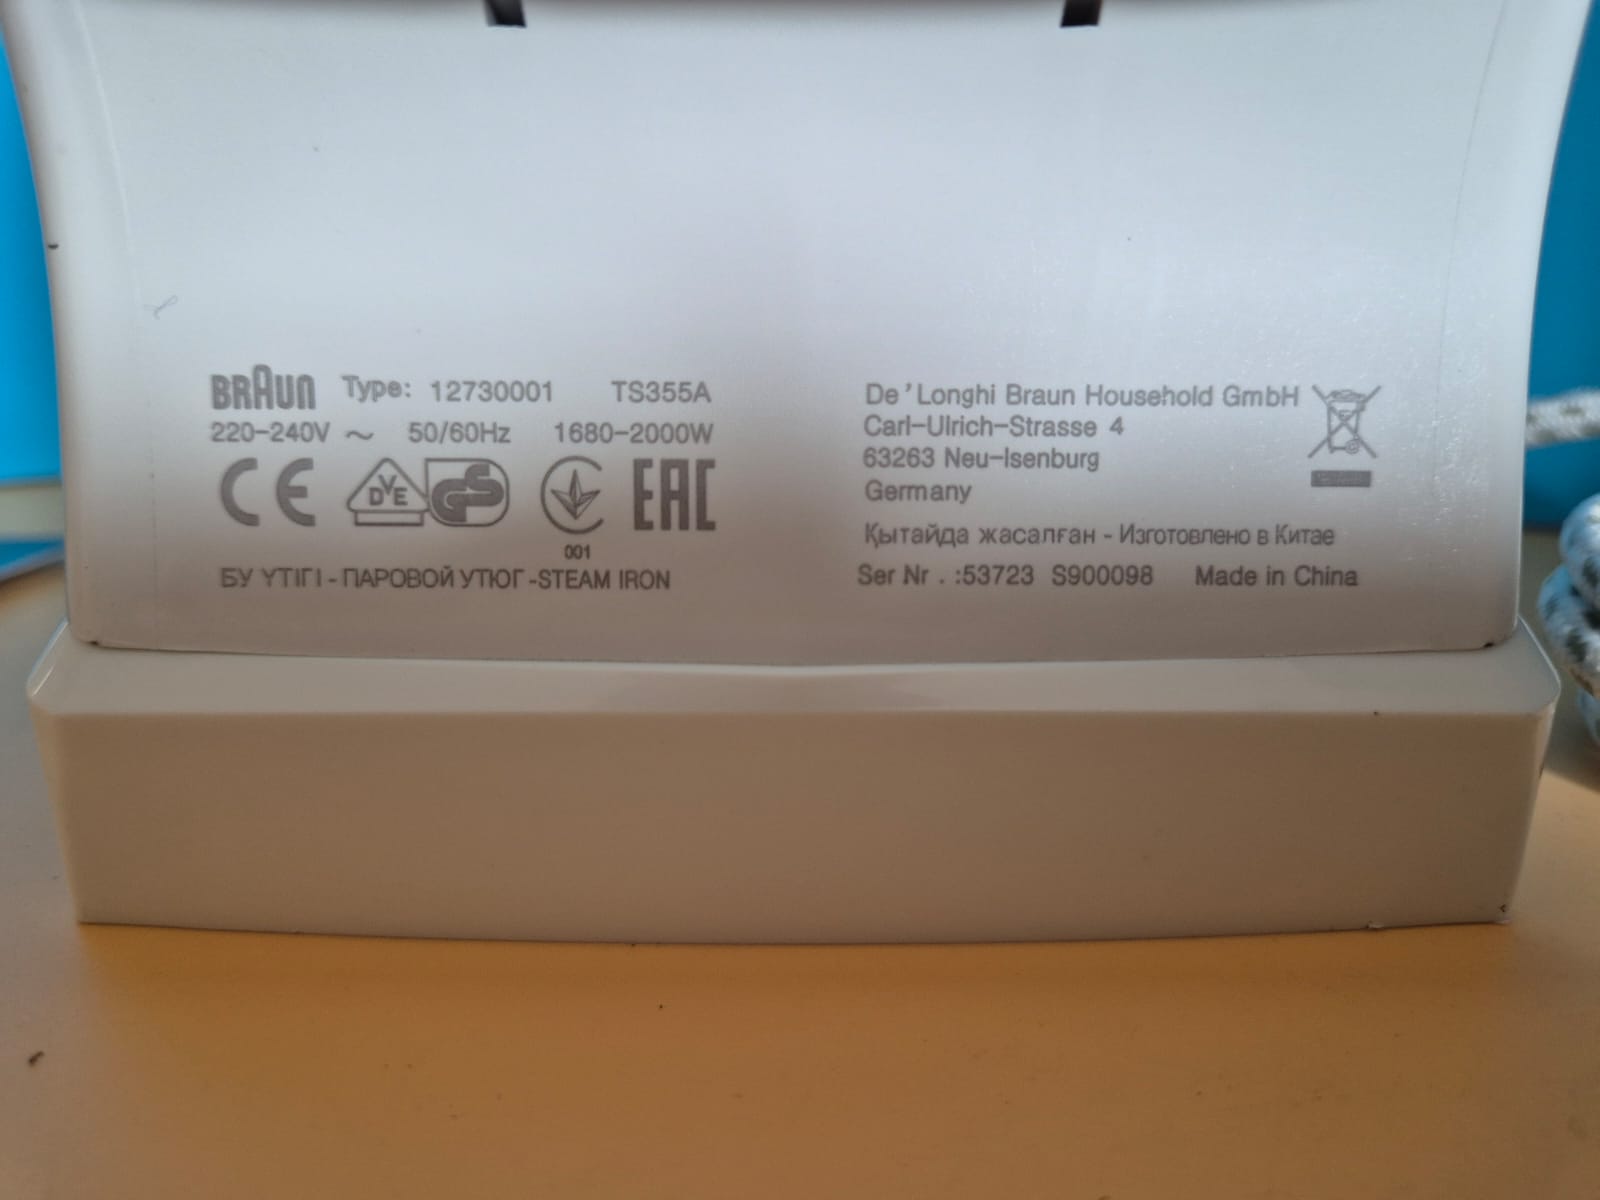 BRAUN Type: 12730001 TS355A
220-240V ~ 50/60Hz 1680-2000W
CE DVE GS EAC
001
БУ ҮТІГІ - ПАРОВОЙ УТЮГ -STEAM IRON
De'Longhi Braun Household GmbH
Carl-Ulrich-Strasse 4
63263 Neu-Isenburg
Germany
Қытайда жасалған - Изготовлено в Китае
Ser Nr . :53723 S900098 Made in China